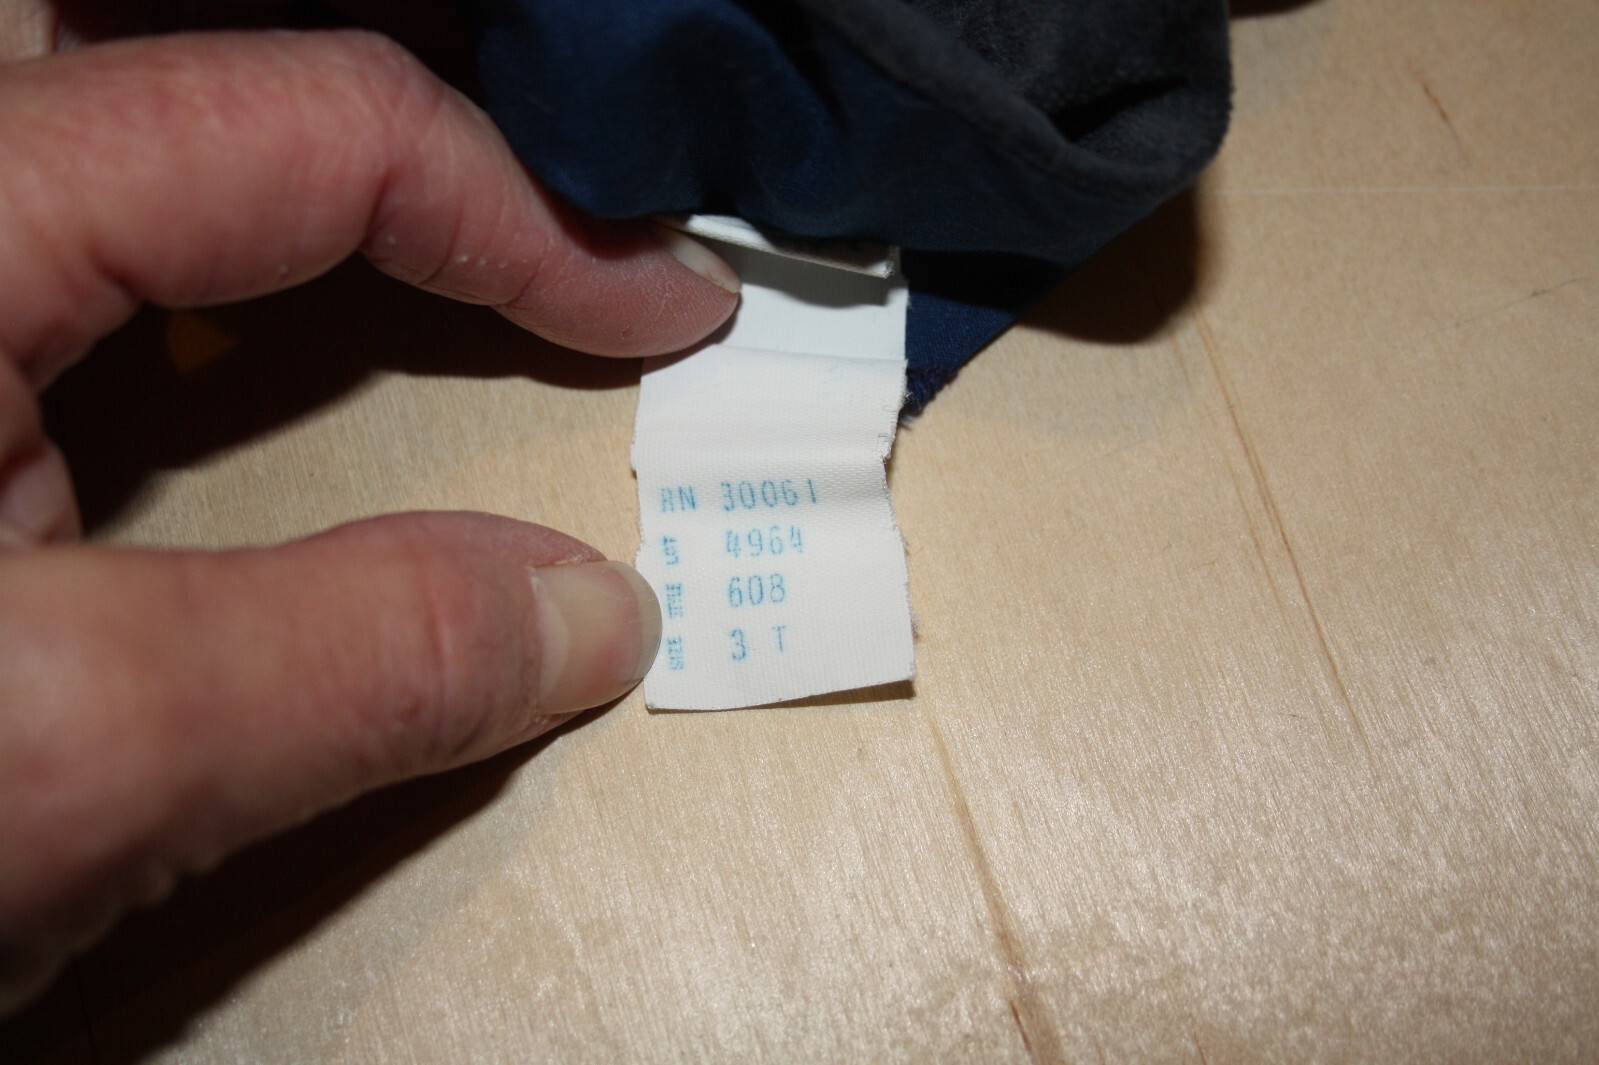 RN 30061
LOT 4964
STYLE 608
SIZE 3 T